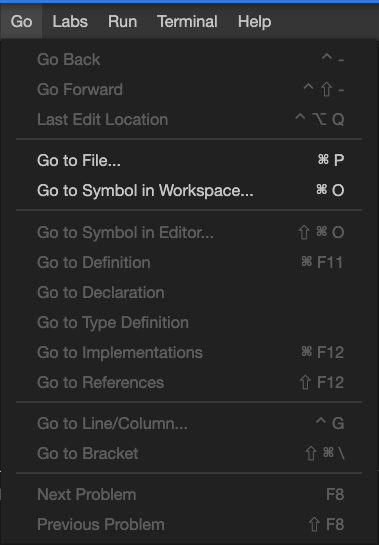 Go Labs Run Terminal Help
Go Back ⌃ -
Go Forward ⌃ ⇧ -
Last Edit Location ⌃ ⌥ Q
Go to File... ⌘ P
Go to Symbol in Workspace... ⌘ O
Go to Symbol in Editor... ⇧ ⌘ O
Go to Definition ⌘ F11
Go to Declaration
Go to Type Definition
Go to Implementations ⌘ F12
Go to References ⇧ F12
Go to Line/Column... ⌃ G
Go to Bracket ⇧ ⌘ \
Next Problem F8
Previous Problem ⇧ F8